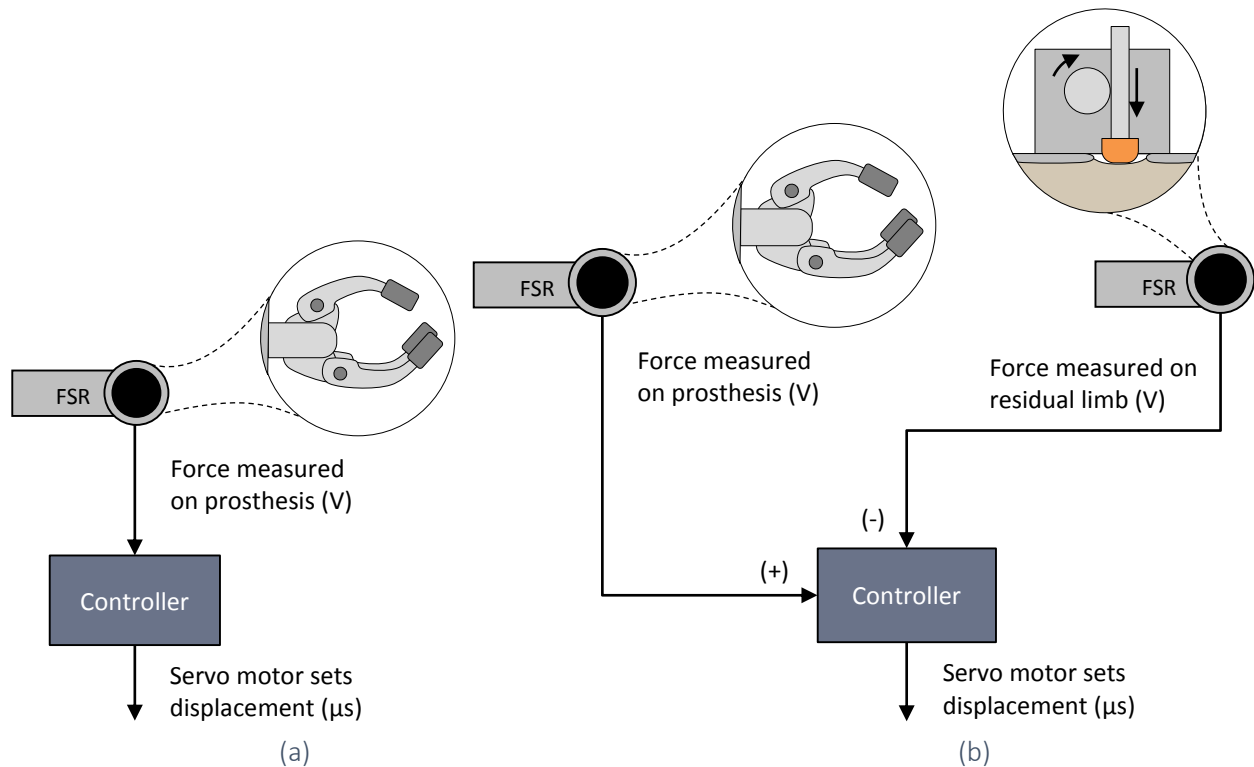 FSR
Force measured
on prosthesis (V)
Controller
Servo motor sets
displacement (µs)
(a)
FSR
Force measured
on prosthesis (V)
FSR
Force measured on
residual limb (V)
(-)
(+)
Controller
Servo motor sets
displacement (µs)
(b)